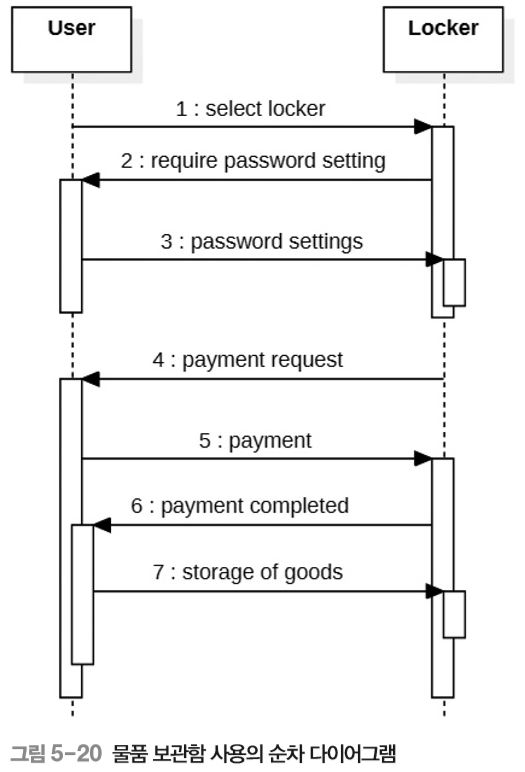 User
Locker
1 : select locker
2 : require password setting
3 : password settings
4 : payment request
5 : payment
6 : payment completed
7 : storage of goods
그림 5-20 물품 보관함 사용의 순차 다이어그램